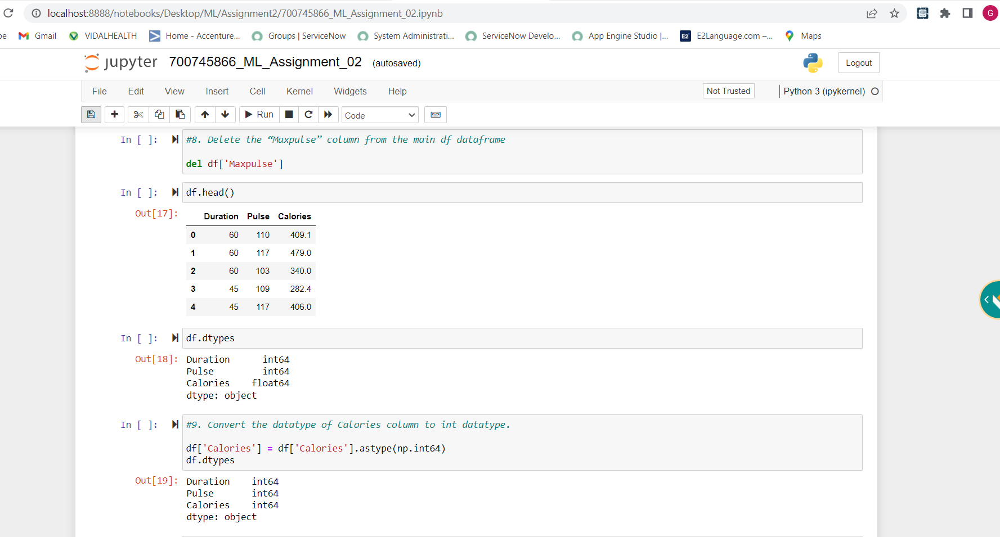 localhost:8888/notebooks/Desktop/ML/Assignment2/700745866_ML_Assignment_02.ipynb
G
Gmail VIDALHEALTH Home - Accenture... Groups | ServiceNow System Administrati... ServiceNow Develo... App Engine Studio |... E2 E2Language.com –... Maps
jupyter 700745866_ML_Assignment_02 (autosaved) Logout
File Edit View Insert Cell Kernel Widgets Help Not Trusted Python 3 (ipykernel)
Run Code
In [ ]: #8. Delete the “Maxpulse” column from the main df dataframe
del df['Maxpulse']
In [ ]: df.head()
Out[17]:
Duration Pulse Calories
0 60 110 409.1
1 60 117 479.0
2 60 103 340.0
3 45 109 282.4
4 45 117 406.0
In [ ]: df.dtypes
Out[18]: Duration int64
Pulse int64
Calories float64
dtype: object
In [ ]: #9. Convert the datatype of Calories column to int datatype.
df['Calories'] = df['Calories'].astype(np.int64)
df.dtypes
Out[19]: Duration int64
Pulse int64
Calories int64
dtype: object